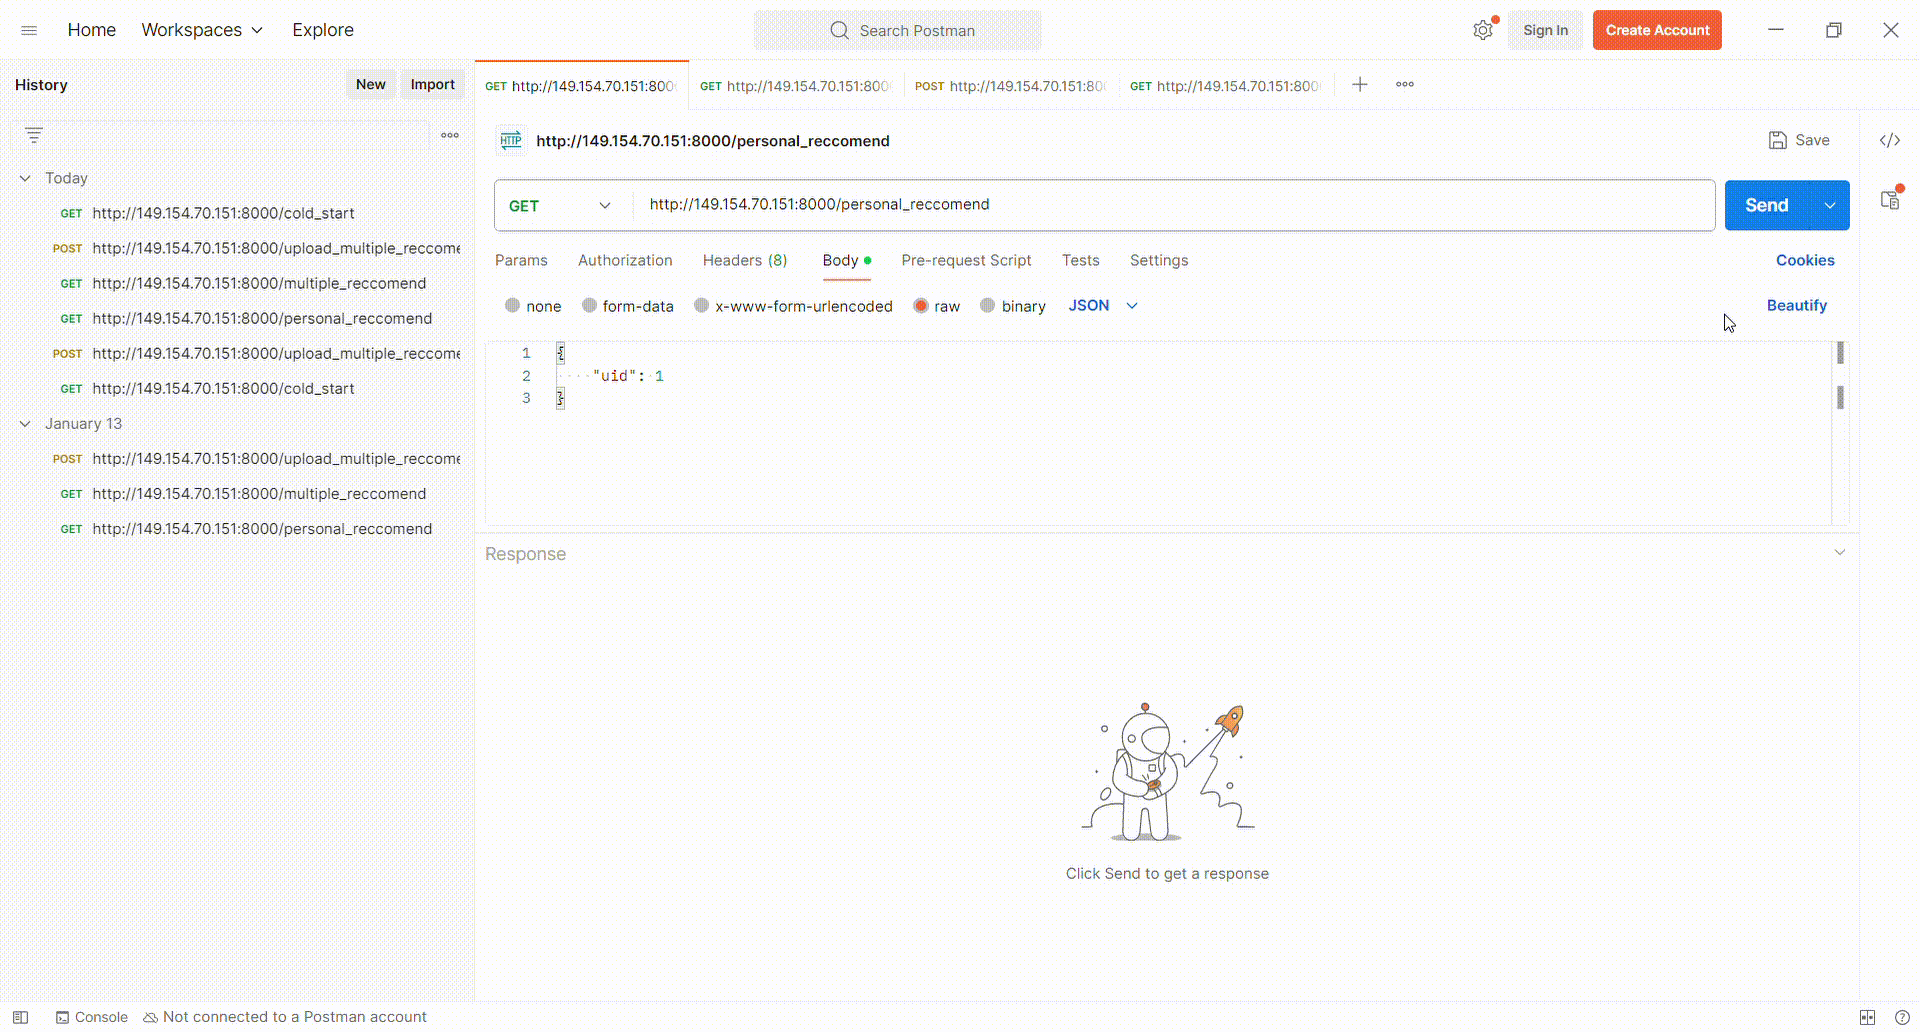 Home Workspaces Explore Search Postman Sign In Create Account
History New Import
GET http://149.154.70.151:800 GET http://149.154.70.151:800 POST http://149.154.70.151:80 GET http://149.154.70.151:800
HTTP http://149.154.70.151:8000/personal_reccomend Save </>
Today
GET http://149.154.70.151:8000/cold_start
POST http://149.154.70.151:8000/upload_multiple_reccome
GET http://149.154.70.151:8000/multiple_reccomend
GET http://149.154.70.151:8000/personal_reccomend
POST http://149.154.70.151:8000/upload_multiple_reccome
GET http://149.154.70.151:8000/cold_start
January 13
POST http://149.154.70.151:8000/upload_multiple_reccome
GET http://149.154.70.151:8000/multiple_reccomend
GET http://149.154.70.151:8000/personal_reccomend
GET http://149.154.70.151:8000/personal_reccomend Send
Params Authorization Headers (8) Body Pre-request Script Tests Settings Cookies
none form-data x-www-form-urlencoded raw binary JSON Beautify
1 {
2 "uid": 1
3 }
Response
Click Send to get a response
Console Not connected to a Postman account